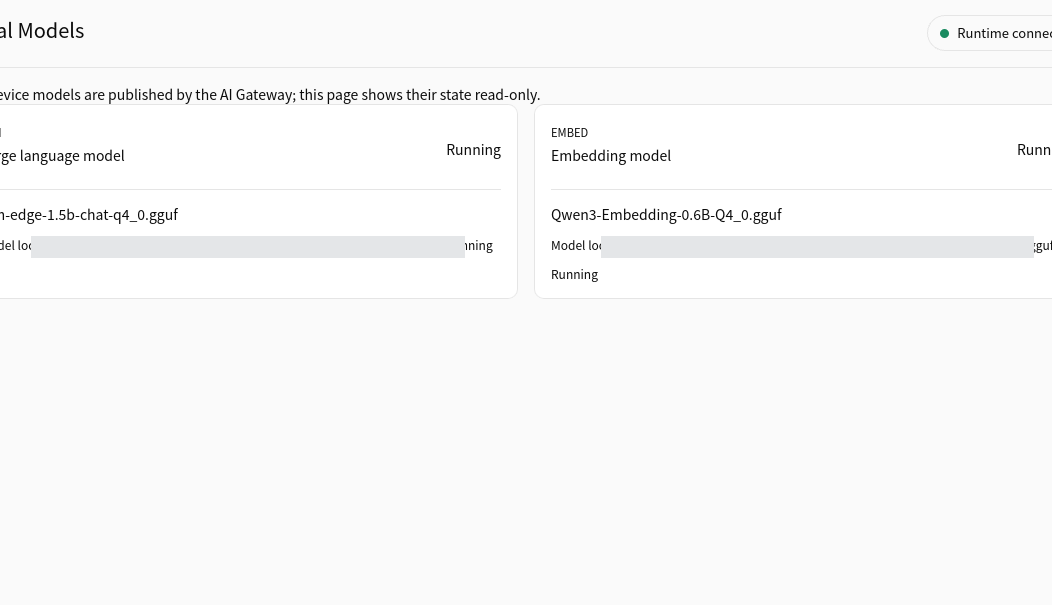 al Models
Runtime connec
evice models are published by the AI Gateway; this page shows their state read-only.
rge language model
Running
n-edge-1.5b-chat-q4_0.gguf
del loc
nning
EMBED
Embedding model
Runn
Qwen3-Embedding-0.6B-Q4_0.gguf
Model loc
gguf
Running